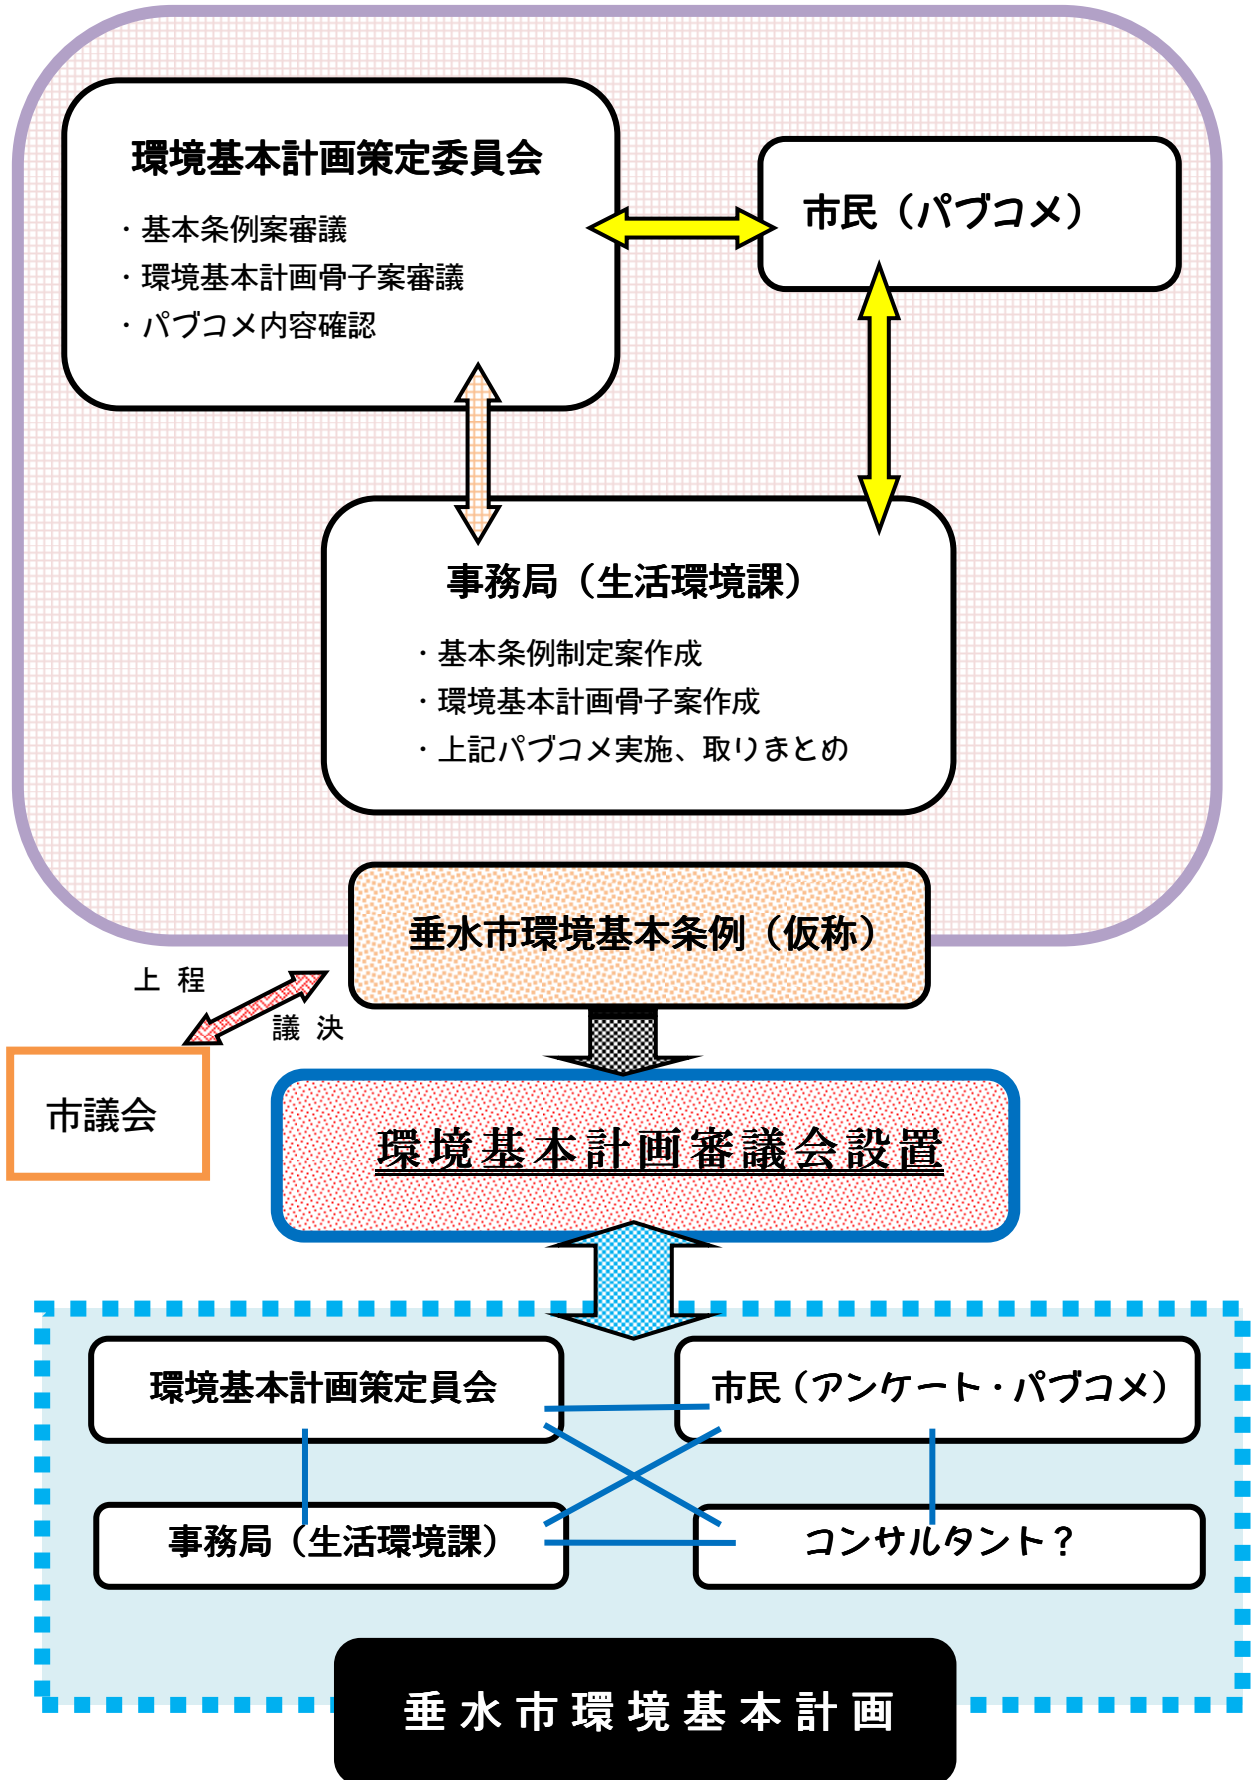 環境基本計画策定委員会
・基本条例案審議
・環境基本計画骨子案審議
・パブコメ内容確認
市民（パブコメ）
事務局（生活環境課）
・基本条例制定案作成
・環境基本計画骨子案作成
・上記パブコメ実施、取りまとめ
垂水市環境基本条例（仮称）
上 程
議 決
市議会
環境基本計画審議会設置
環境基本計画策定員会
市民（アンケート・パブコメ）
事務局（生活環境課）
コンサルタント？
垂水市環境基本計画